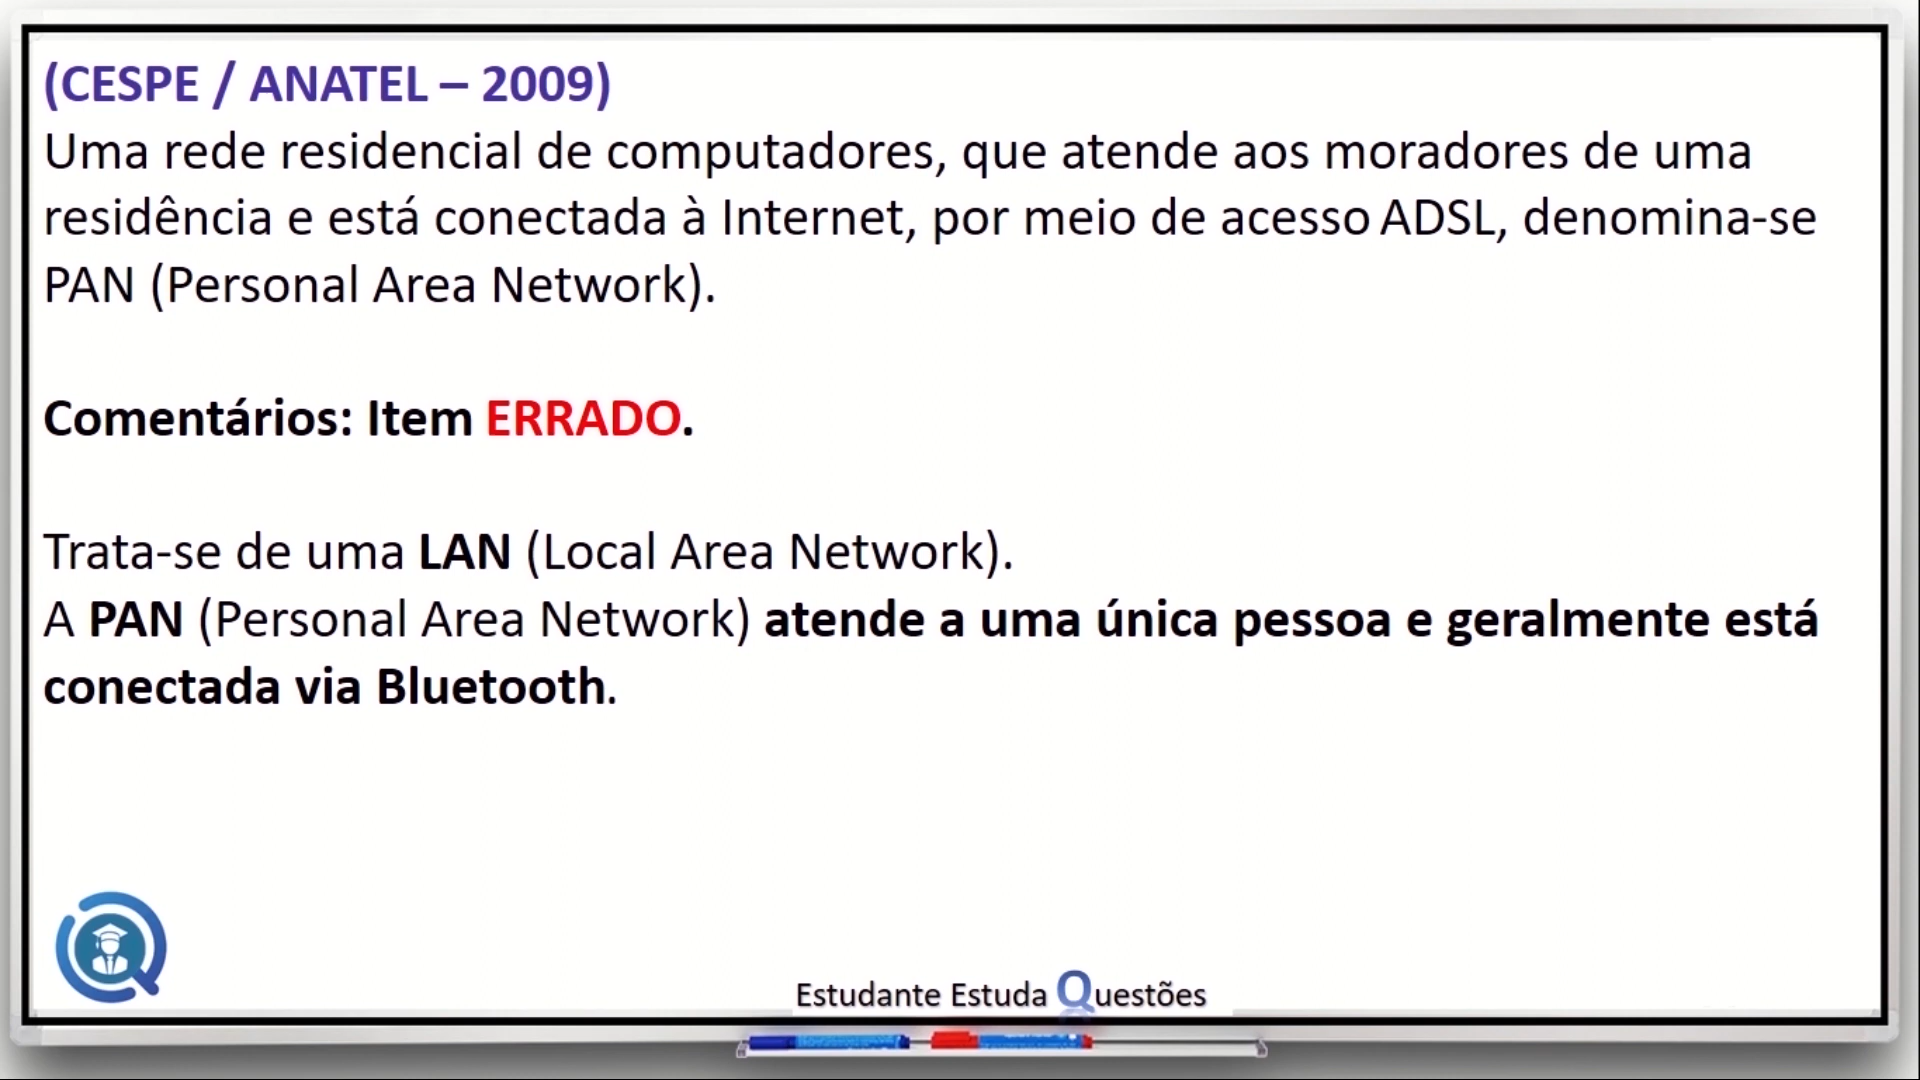 (CESPE / ANATEL – 2009)
Uma rede residencial de computadores, que atende aos moradores de uma
residência e está conectada à Internet, por meio de acesso ADSL, denomina-se
PAN (Personal Area Network).
Comentários: Item ERRADO.
Trata-se de uma LAN (Local Area Network).
A PAN (Personal Area Network) atende a uma única pessoa e geralmente está
conectada via Bluetooth.
Estudante Estuda Questões